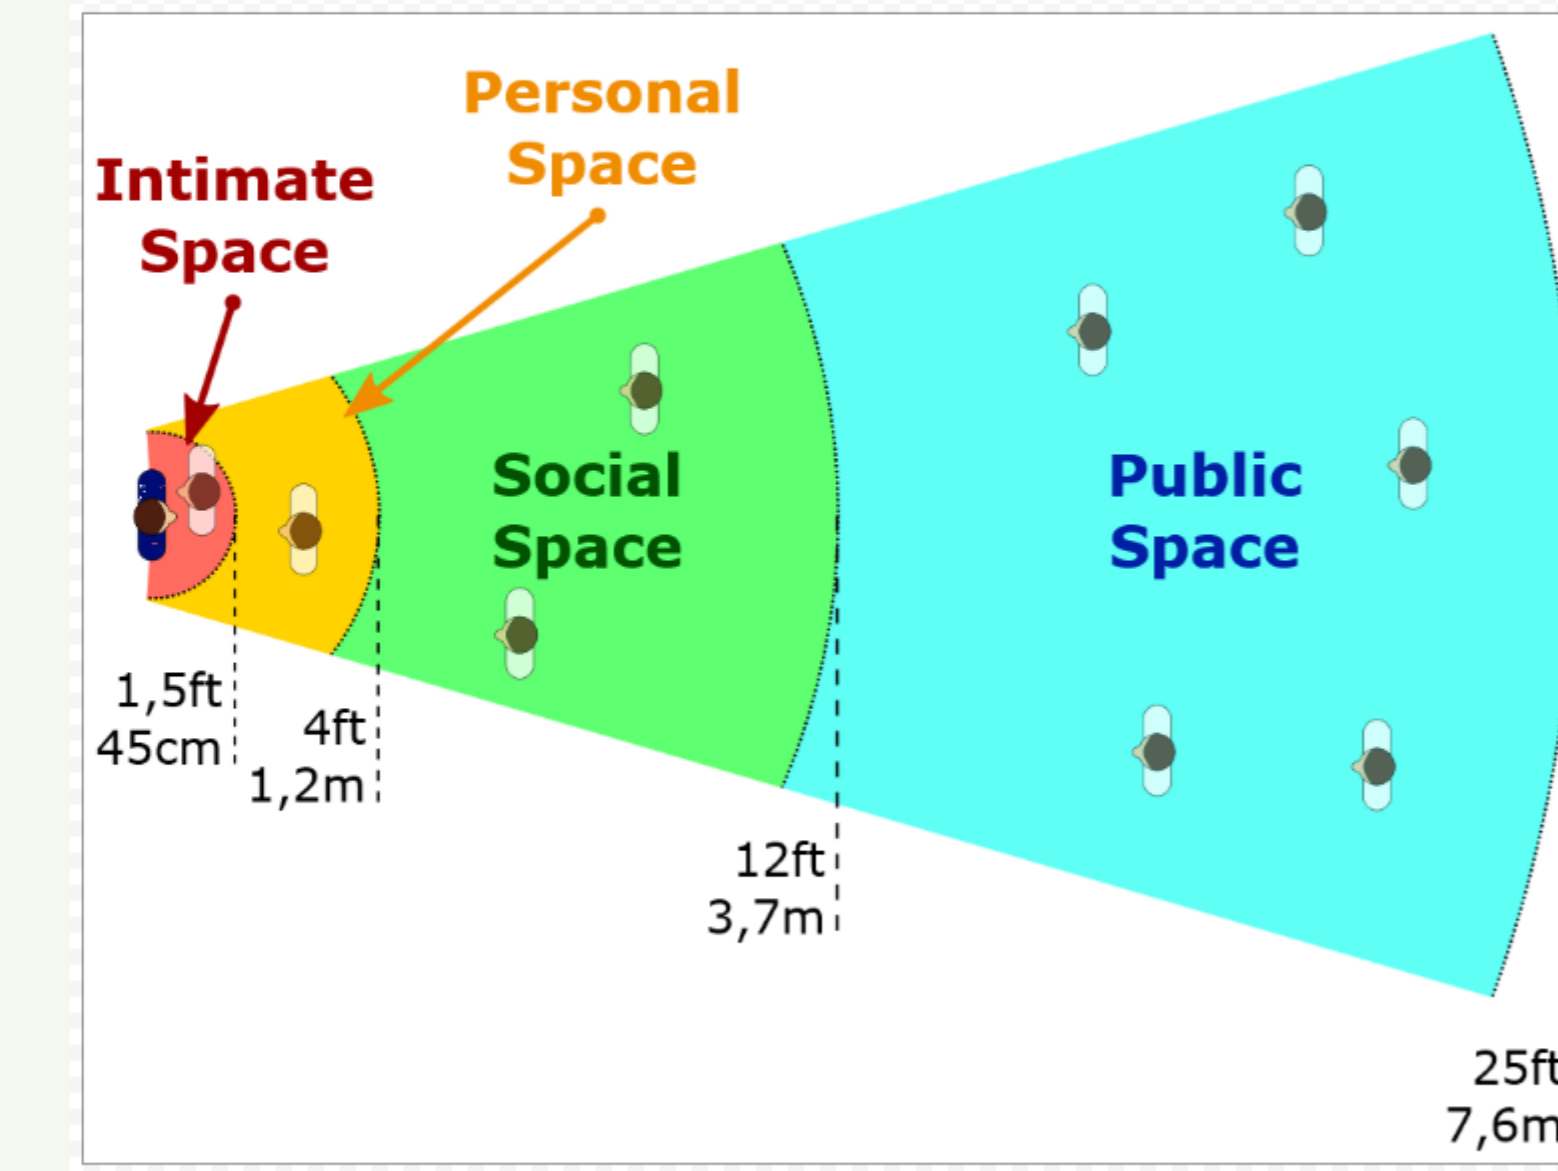 Personal
Space
Intimate
Space
Social
Space
Public
Space
1,5ft
45cm
4ft
1,2m
12ft
3,7m
25ft
7,6m